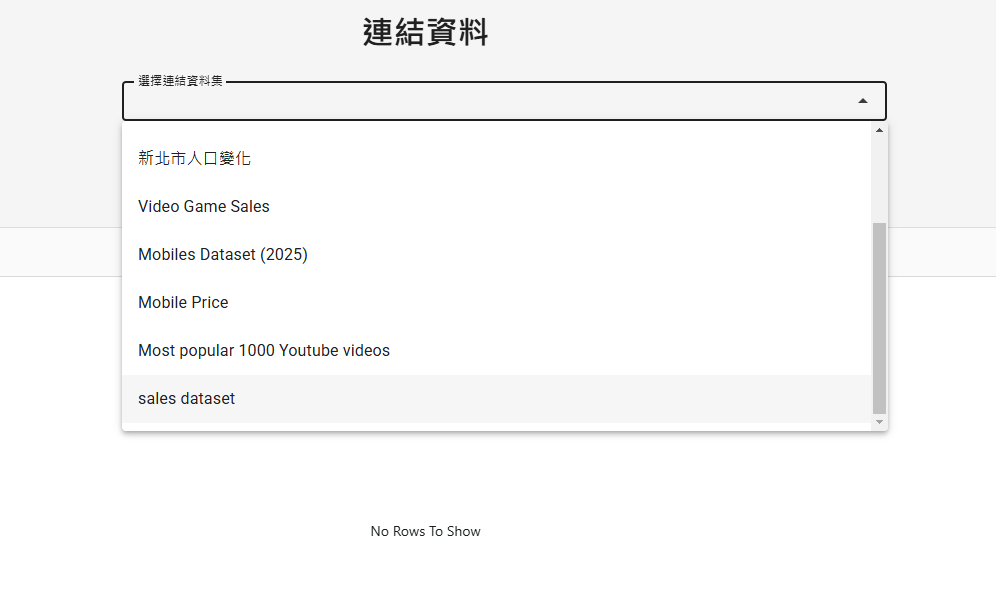 連結資料
選擇連結資料集
新北市人口變化
Video Game Sales
Mobiles Dataset (2025)
Mobile Price
Most popular 1000 Youtube videos
sales dataset
No Rows To Show